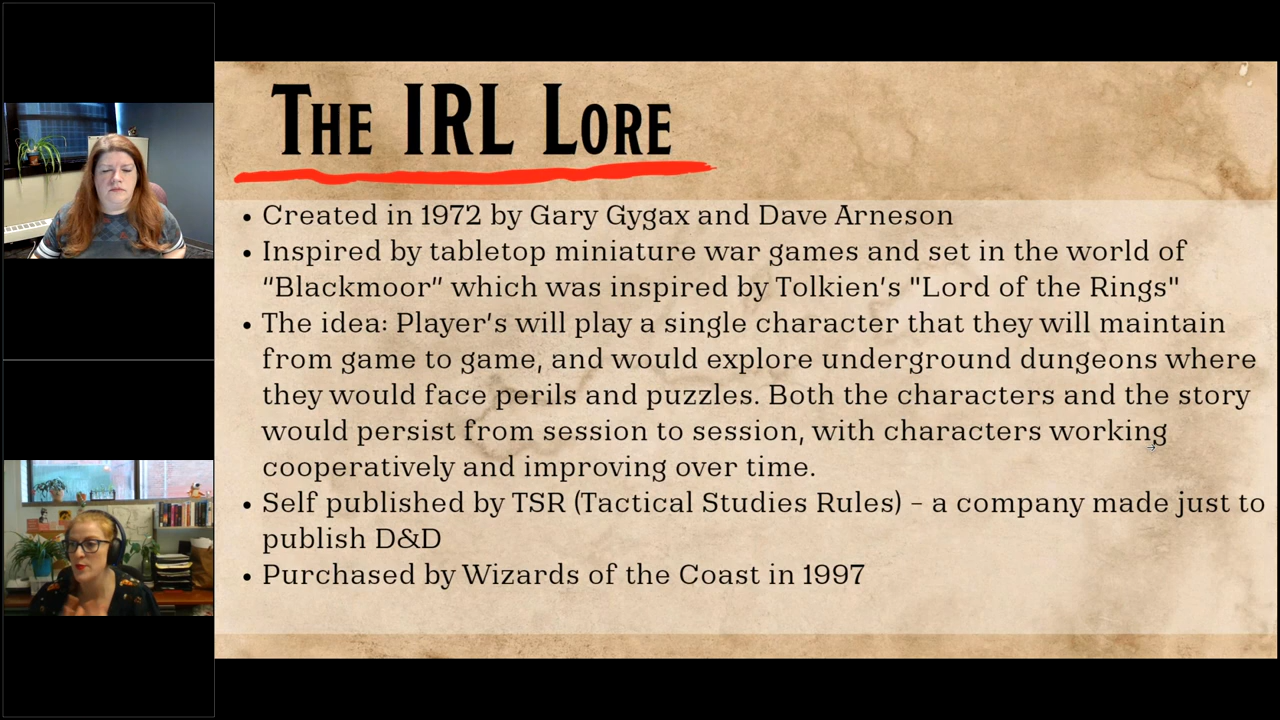 The IRL Lore
• Created in 1972 by Gary Gygax and Dave Arneson
• Inspired by tabletop miniature war games and set in the world of
“Blackmoor” which was inspired by Tolkien’s "Lord of the Rings"
• The idea: Player’s will play a single character that they will maintain
from game to game, and would explore underground dungeons where
they would face perils and puzzles. Both the characters and the story
would persist from session to session, with characters working
cooperatively and improving over time.
• Self published by TSR (Tactical Studies Rules) – a company made just to
publish D&D
• Purchased by Wizards of the Coast in 1997